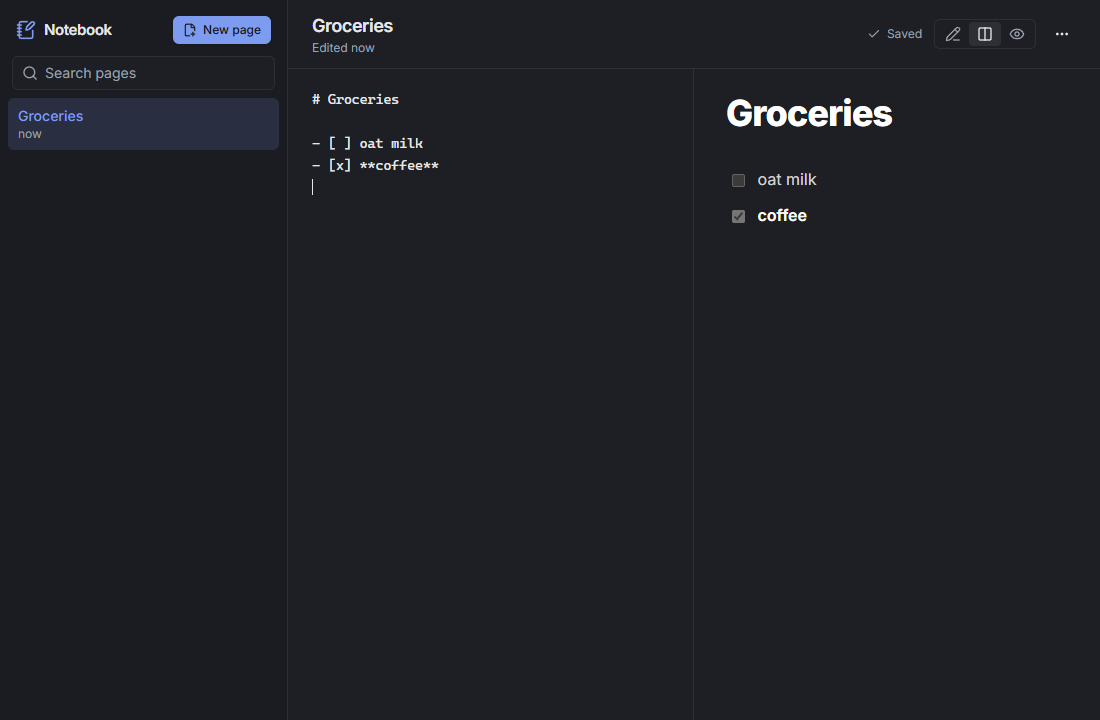 Notebook
New page
Search pages
Groceries
now
Groceries
Edited now
Saved
# Groceries
- [ ] oat milk
- [x] **coffee**
Groceries
oat milk
coffee